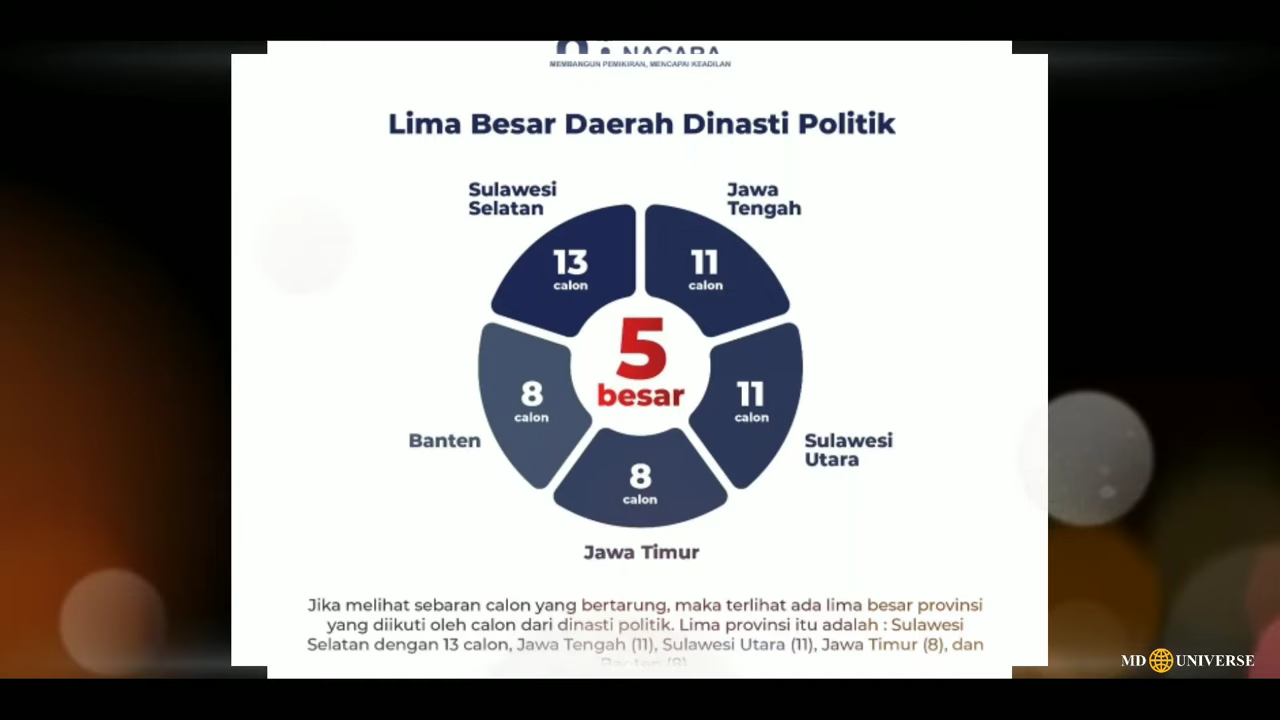 NAGARA
MEMBANGUN PEMIKIRAN, MENCAPAI KEADILAN
Lima Besar Daerah Dinasti Politik
Sulawesi
Selatan
Jawa
Tengah
13
calon
11
calon
5
besar
8
calon
11
calon
Banten
Sulawesi
Utara
8
calon
Jawa Timur
Jika melihat sebaran calon yang bertarung, maka terlihat ada lima besar provinsi
yang diikuti oleh calon dari dinasti politik. Lima provinsi itu adalah : Sulawesi
Selatan dengan 13 calon, Jawa Tengah (11), Sulawesi Utara (11), Jawa Timur (8), dan
Banten (8)
MD UNIVERSE